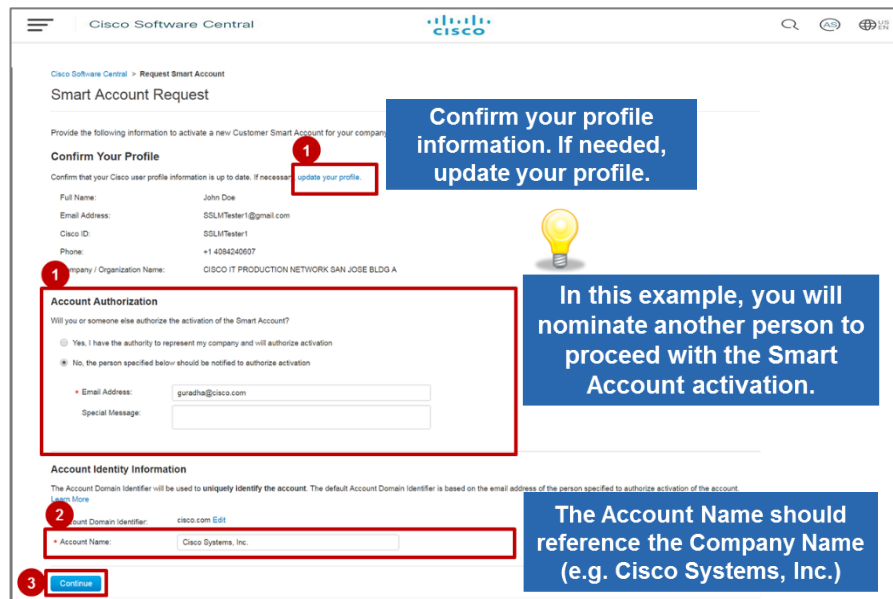 Cisco Software Central
CISCO
AS
US
EN
Cisco Software Central > Request Smart Account
Smart Account Request
Provide the following information to activate a new Customer Smart Account for your company
Confirm your profile
information. If needed,
update your profile.
Confirm Your Profile
1
Confirm that your Cisco user profile information is up to date. If necessary update your profile.
Full Name: John Doe
Email Address: SSLMTester1@gmail.com
Cisco ID: SSLMTester1
Phone: +1 4084240607
1
ompany / Organization Name: CISCO IT PRODUCTION NETWORK SAN JOSE BLDG A
Account Authorization
Will you or someone else authorize the activation of the Smart Account?
Yes, I have the authority to represent my company and will authorize activation
No, the person specified below should be notified to authorize activation
* Email Address: guradha@cisco.com
Special Message:
In this example, you will
nominate another person to
proceed with the Smart
Account activation.
Account Identity Information
The Account Domain Identifier will be used to uniquely identify the account. The default Account Domain Identifier is based on the email address of the person specified to authorize activation of the account.
Learn More
2
ount Domain Identifier: cisco.com Edit
* Account Name: Cisco Systems, Inc.
The Account Name should
reference the Company Name
(e.g. Cisco Systems, Inc.)
3
Continue